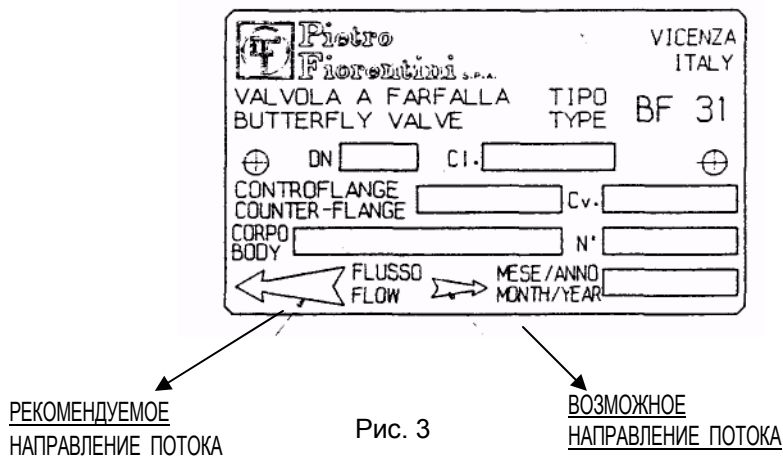 Pietro
Fiorentini S.P.A.
VICENZA
ITALY
VALVOLA A FARFALLA
BUTTERFLY VALVE
TIPO
TYPE
BF 31
DN
Cl.
CONTROFLANGE
COUNTER-FLANGE
Cv.
CORPO
BODY
N°
FLUSSO
FLOW
MESE/ANNO
MONTH/YEAR
РЕКОМЕНДУЕМОЕ
НАПРАВЛЕНИЕ ПОТОКА
Рис. 3
ВОЗМОЖНОЕ
НАПРАВЛЕНИЕ ПОТОКА